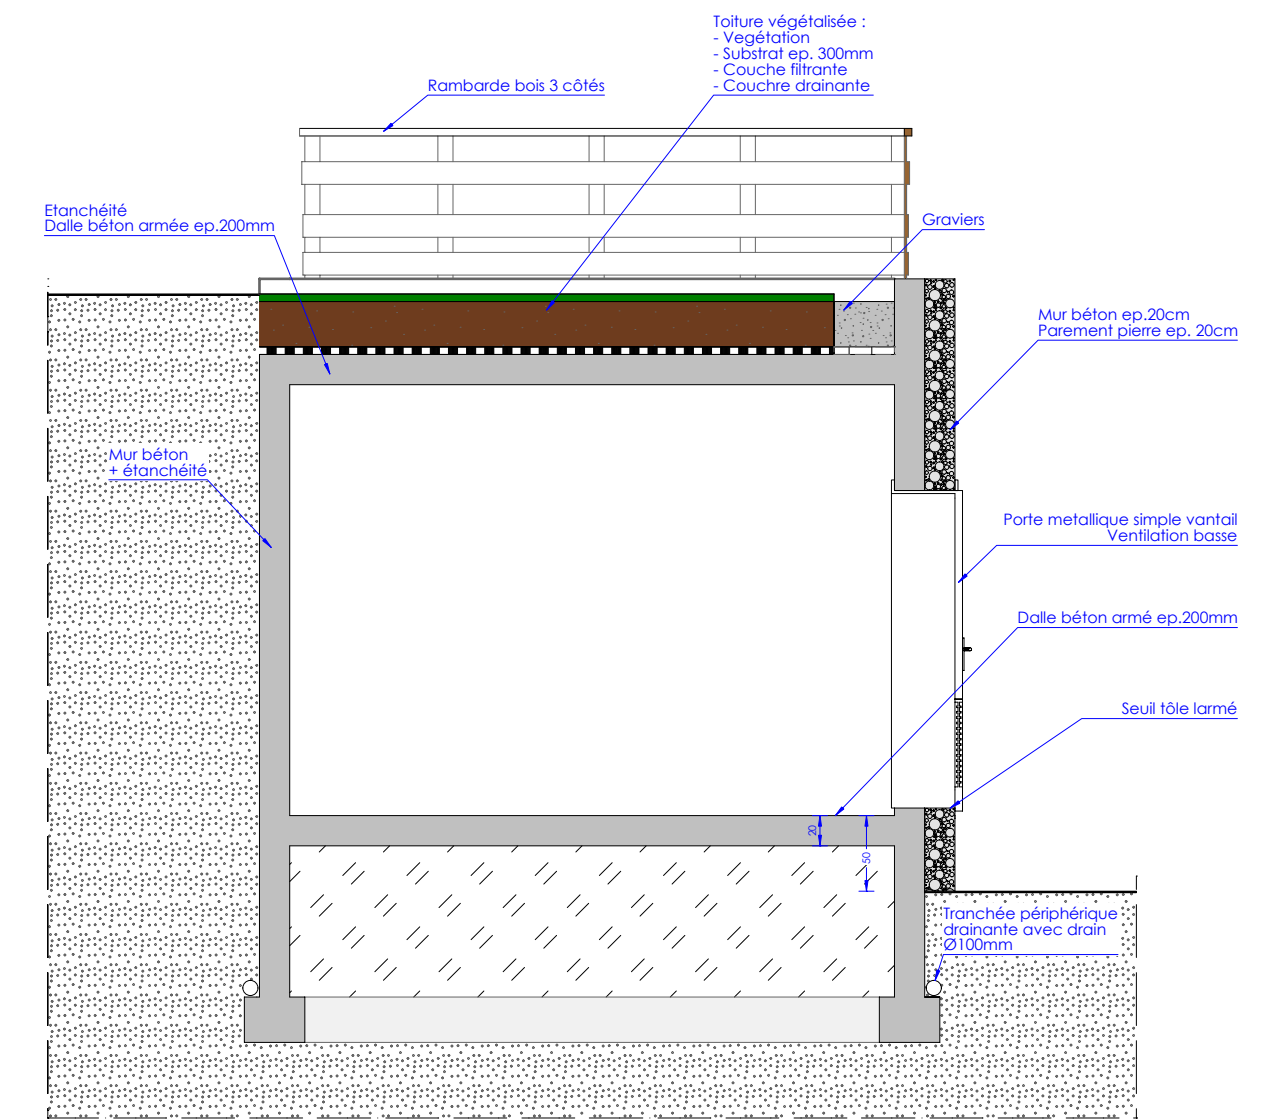 Toiture végétalisée :
- Vegétation
- Substrat ep. 300mm
- Couche filtrante
- Couchre drainante
Rambarde bois 3 côtés
Etanchéité
Dalle béton armée ep.200mm
Graviers
Mur béton ep.20cm
Parement pierre ep. 20cm
Mur béton
+ étanchéité
Porte metallique simple vantail
Ventilation basse
Dalle béton armé ep.200mm
Seuil tôle larmé
20
50
Tranchée périphérique
drainante avec drain
Ø100mm